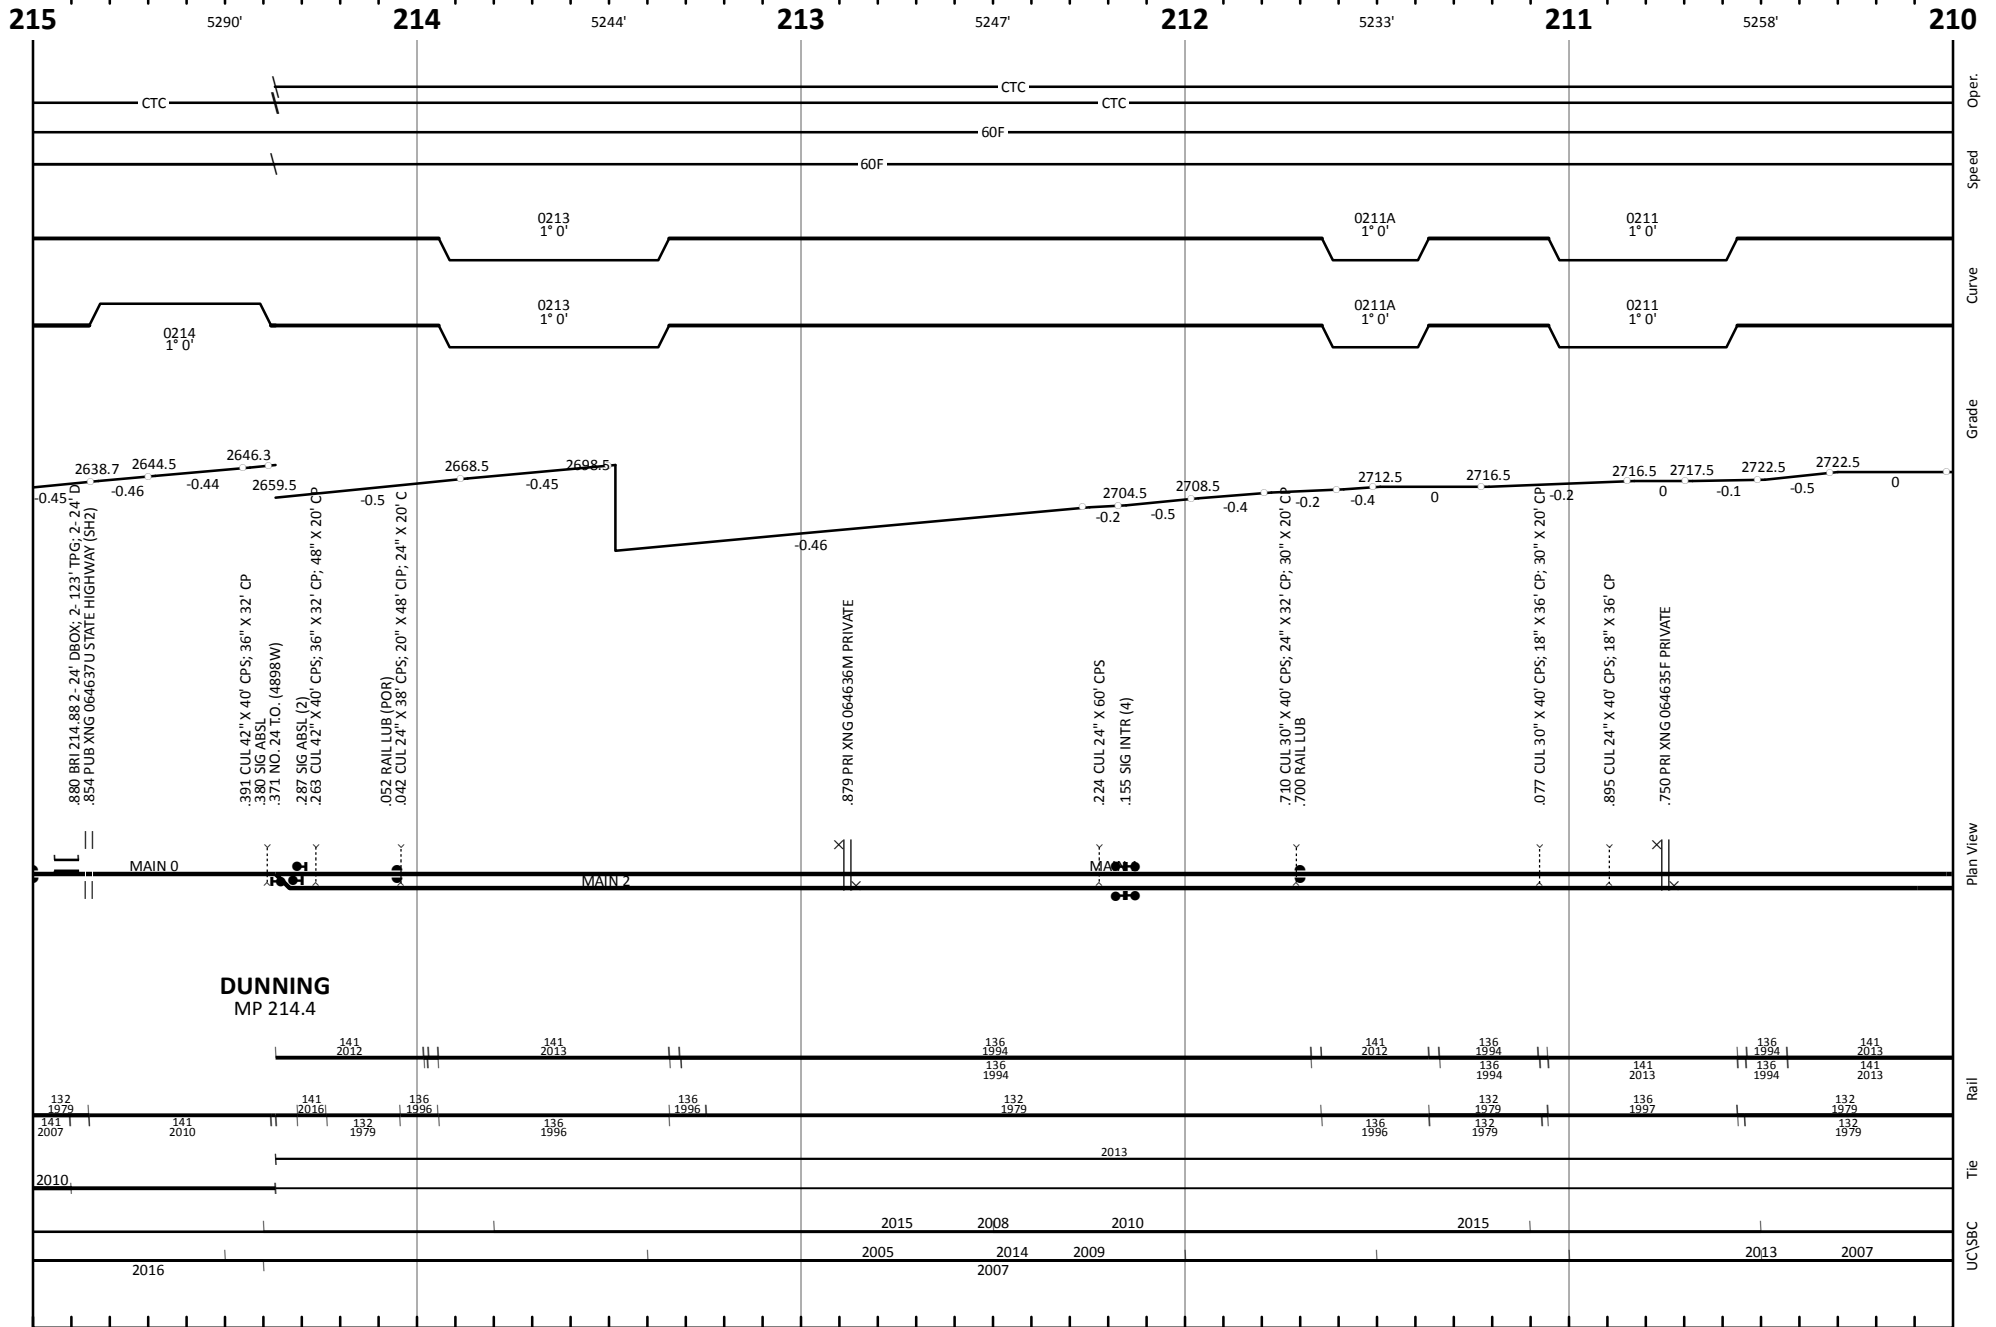 215 5290' 214 5244' 213 5247' 212 5233' 211 5258' 210
CTC
CTC CTC
Oper.
60F
60F
Speed
0213 0211A 0211
1° 0' 1° 0' 1° 0'
Curve
0213 0211A 0211
1° 0' 1° 0' 1° 0'
0214
1° 0'
Grade
2638.7 2644.5 2646.3 2659.5 2668.5 2698.5 2704.5 2708.5 2712.5 2716.5 2716.5 2717.5 2722.5 2722.5
-0.45 -0.46 -0.44 -0.5 -0.45 -0.46 -0.2 -0.5 -0.4 -0.2 -0.4 0 -0.2 0 -0.1 -0.5 0
.880 BRI 214.88 2- 24' DBOX; 2- 123' TPG; 2- 24' D
.854 PUB XNG 064637U STATE HIGHWAY (SH2)
.391 CUL 42" X 40' CPS; 36" X 32' CP
.380 SIG ABSL
.371 NO. 24 T.O. (4898W)
.287 SIG ABSL (2)
.263 CUL 42" X 40' CPS; 36" X 32' CP; 48" X 20' CP
.052 RAIL LUB (POR)
.042 CUL 24" X 38' CPS; 20" X 48' CIP; 24" X 20' C
.879 PRI XNG 064636M PRIVATE
.224 CUL 24" X 60' CPS
.155 SIG INTR (4)
.710 CUL 30" X 40' CPS; 24" X 32' CP; 30" X 20' CP
.700 RAIL LUB
.077 CUL 30" X 40' CPS; 18" X 36' CP; 30" X 20' CP
.895 CUL 24" X 40' CPS; 18" X 36' CP
.750 PRI XNG 064635F PRIVATE
MAIN 0 MAIN 2
Plan View
DUNNING
MP 214.4
141 141 136 141 136 136 141
2012 2013 1994 2012 1994 1994 2013
136 136 141 136 141
1994 1994 2013 1994 2013
Rail
132 141 136 136 132 132 136 132
1979 2016 1996 1996 1979 1979 1997 1979
141 141 132 136 136 132 132
2007 2010 1979 1996 1996 1979 1979
2013
Tie
2010
2015 2008 2010 2015
UC\SBC
2005 2014 2009 2013 2007
2016 2007